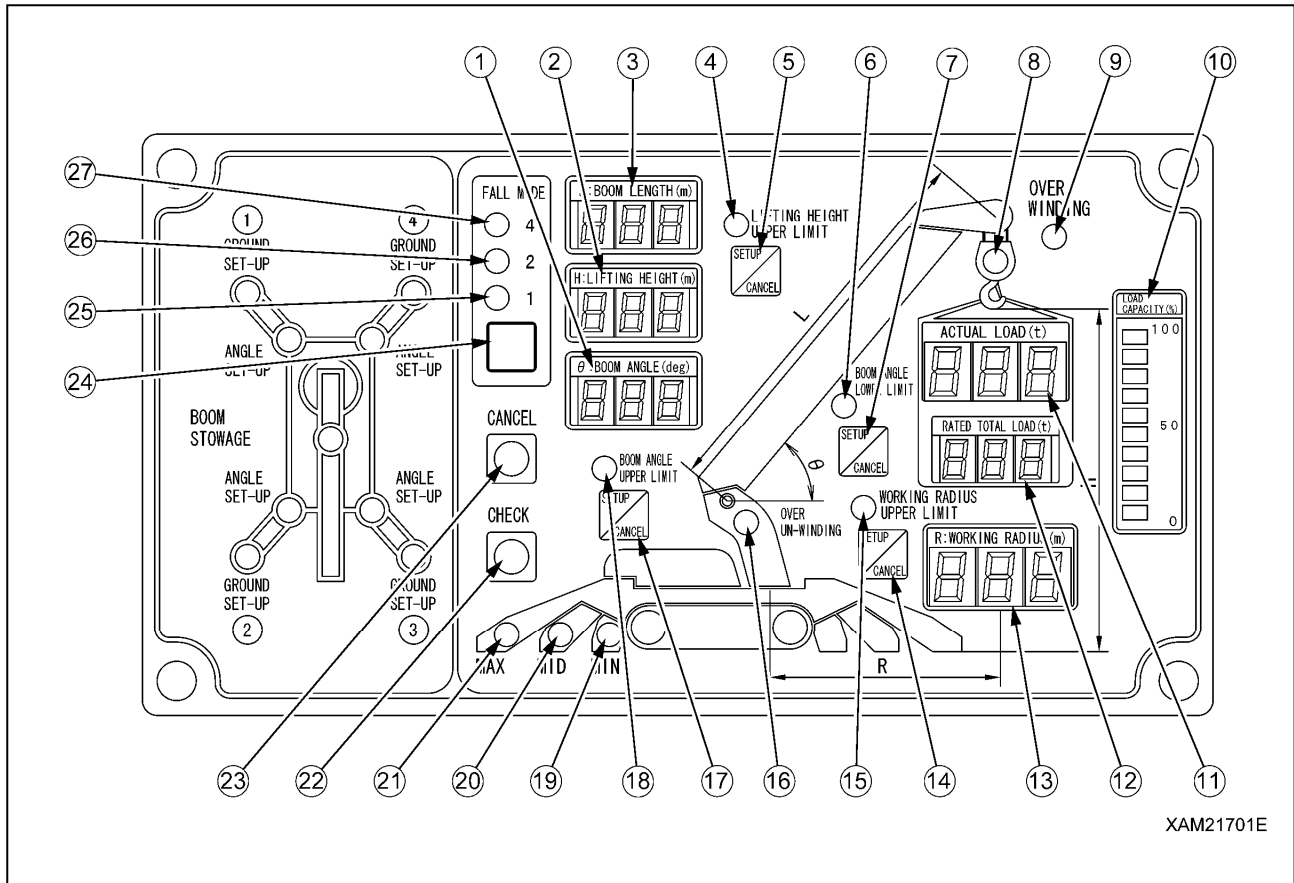 1
2
3
4
5
6
7
8
9
10
27
26
25
24
1
GROUND
SET-UP
4
GROUND
SET-UP
ANGLE
SET-UP
ANGLE
SET-UP
BOOM
STOWAGE
ANGLE
SET-UP
ANGLE
SET-UP
GROUND
SET-UP
2
GROUND
SET-UP
3
FALL MODE
4
2
1
CANCEL
CHECK
L:BOOM LENGTH(m)
888
H:LIFTING HEIGHT(m)
888
θ:BOOM ANGLE(deg)
888
LIFTING HEIGHT
UPPER LIMIT
SETUP
CANCEL
L
OVER
WINDING
BOOM ANGLE
LOWER LIMIT
SETUP
CANCEL
ACTUAL LOAD(t)
888
RATED TOTAL LOAD(t)
888
H
LOAD
CAPACITY(%)
100
50
0
BOOM ANGLE
UPPER LIMIT
SETUP
CANCEL
θ
OVER
UN-WINDING
WORKING RADIUS
UPPER LIMIT
SETUP
CANCEL
R:WORKING RADIUS(m)
888
MAX
MID
MIN
R
23
22
21
20
19
18
17
16
15
14
13
12
11
XAM21701E